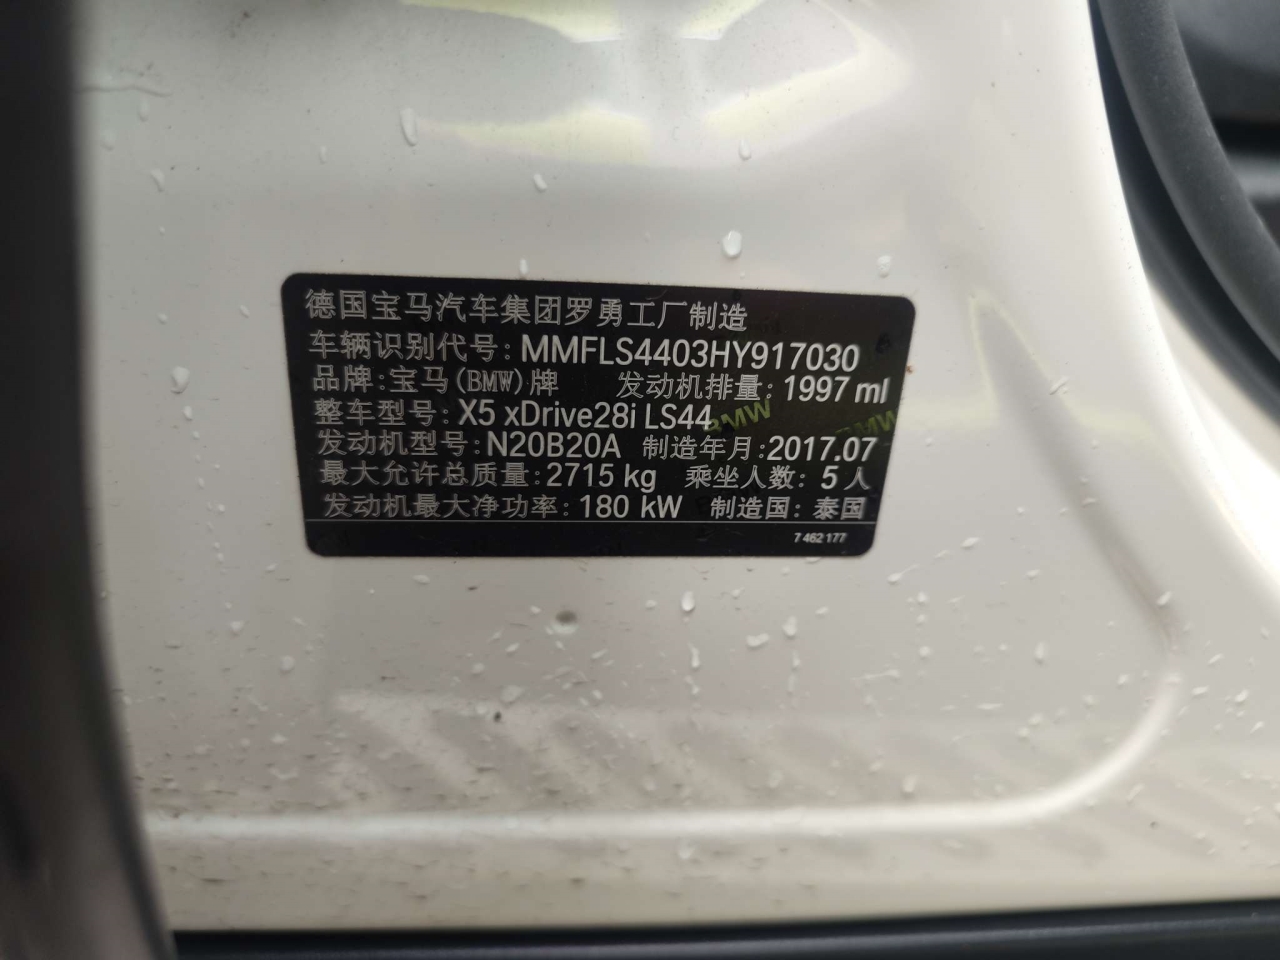 德国宝马汽车集团罗勇工厂制造
车辆识别代号：MMFLS4403HY917030
品牌：宝马(BMW)牌 发动机排量：1997 ml
整车型号：X5 xDrive28i LS44
BMW BMW
发动机型号：N20B20A 制造年月：2017.07
最大允许总质量：2715 kg 乘坐人数：5 人
发动机最大净功率：180 kW 制造国：泰国
7 462 177